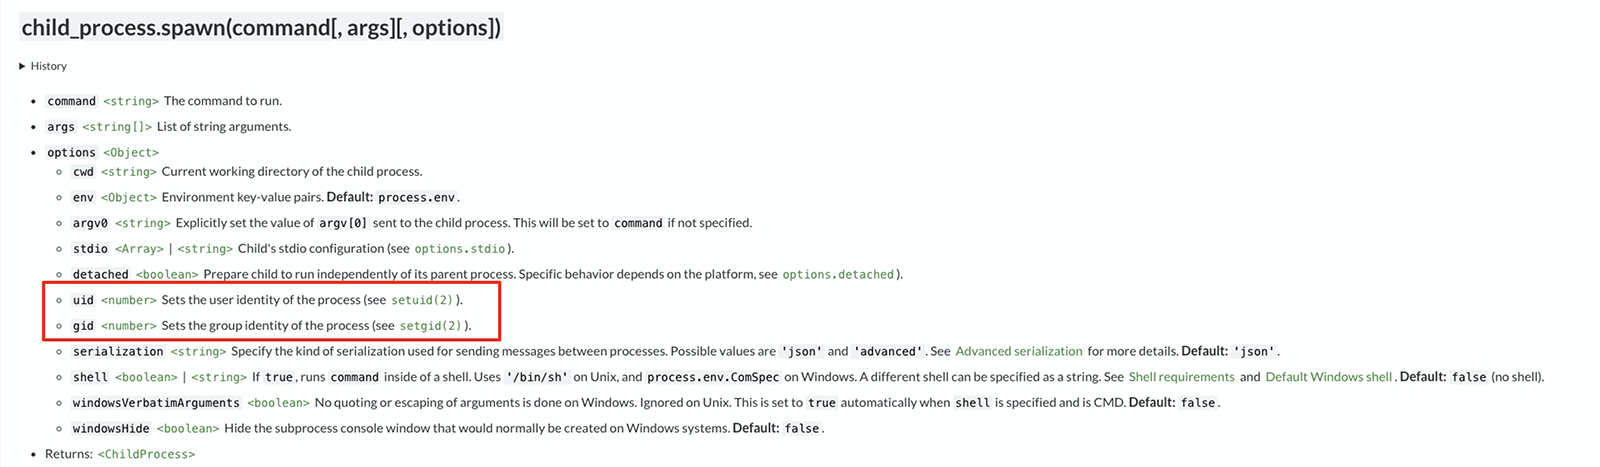 child_process.spawn(command[, args][, options])
▶ History
• command <string> The command to run.
• args <string[]> List of string arguments.
• options <Object>
◦ cwd <string> Current working directory of the child process.
◦ env <Object> Environment key-value pairs. Default: process.env.
◦ argv0 <string> Explicitly set the value of argv[0] sent to the child process. This will be set to command if not specified.
◦ stdio <Array> | <string> Child's stdio configuration (see options.stdio).
◦ detached <boolean> Prepare child to run independently of its parent process. Specific behavior depends on the platform, see options.detached).
◦ uid <number> Sets the user identity of the process (see setuid(2)).
◦ gid <number> Sets the group identity of the process (see setgid(2)).
◦ serialization <string> Specify the kind of serialization used for sending messages between processes. Possible values are 'json' and 'advanced'. See Advanced serialization for more details. Default: 'json'.
◦ shell <boolean> | <string> If true, runs command inside of a shell. Uses '/bin/sh' on Unix, and process.env.ComSpec on Windows. A different shell can be specified as a string. See Shell requirements and Default Windows shell. Default: false (no shell).
◦ windowsVerbatimArguments <boolean> No quoting or escaping of arguments is done on Windows. Ignored on Unix. This is set to true automatically when shell is specified and is CMD. Default: false.
◦ windowsHide <boolean> Hide the subprocess console window that would normally be created on Windows systems. Default: false.
• Returns: <ChildProcess>